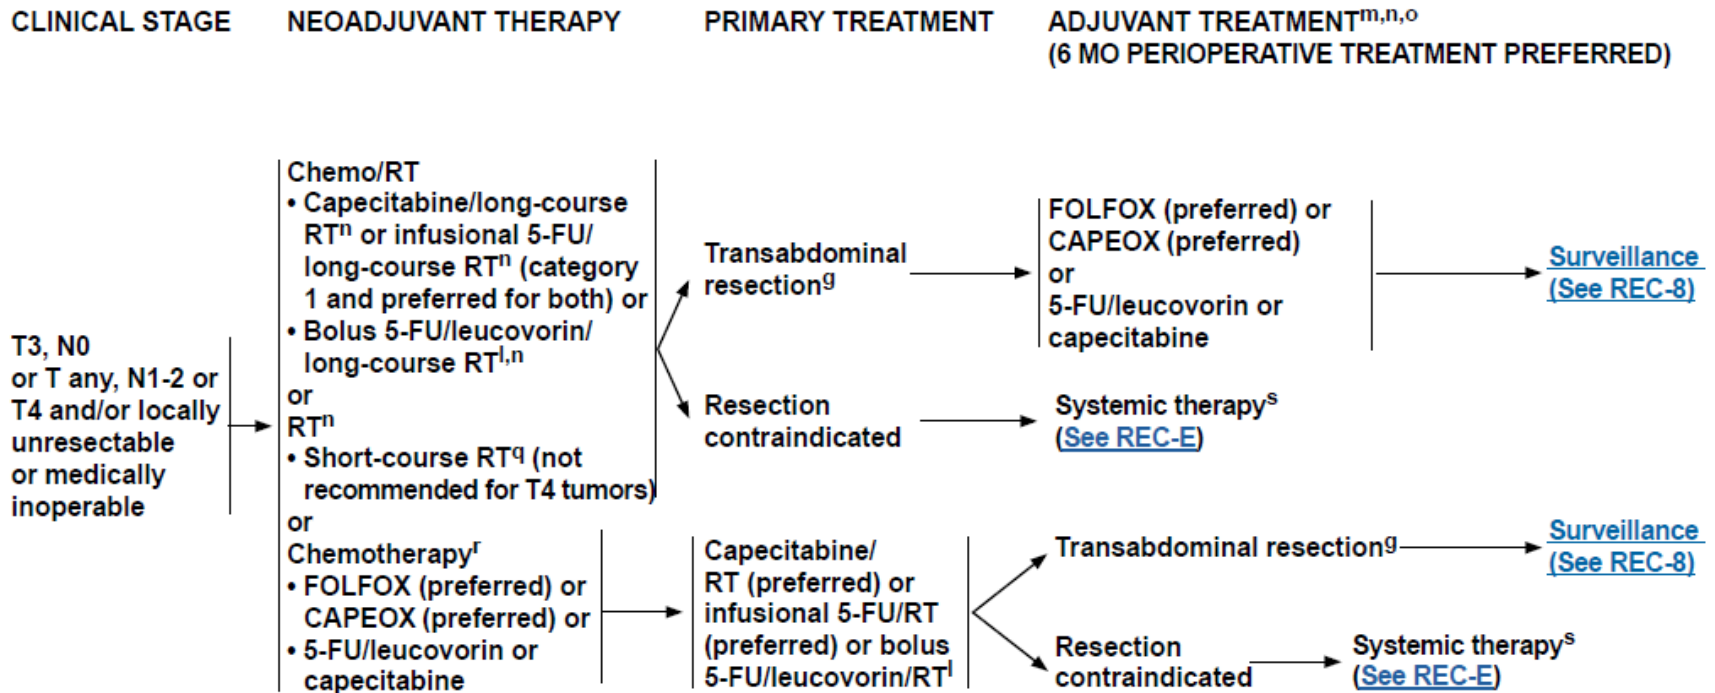 CLINICAL STAGE
NEOADJUVANT THERAPY
PRIMARY TREATMENT
ADJUVANT TREATMENTm,n,o
(6 MO PERIOPERATIVE TREATMENT PREFERRED)
T3, N0
or T any, N1-2 or
T4 and/or locally
unresectable
or medically
inoperable
Chemo/RT
• Capecitabine/long-course
RTn or infusional 5-FU/
long-course RTn (category
1 and preferred for both) or
• Bolus 5-FU/leucovorin/
long-course RTl,n
or
RTn
• Short-course RTq (not
recommended for T4 tumors)
or
Chemotherapyr
• FOLFOX (preferred) or
CAPEOX (preferred) or
• 5-FU/leucovorin or
capecitabine
Transabdominal
resectiong
FOLFOX (preferred) or
CAPEOX (preferred)
or
5-FU/leucovorin or
capecitabine
Surveillance
(See REC-8)
Resection
contraindicated
Systemic therapys
(See REC-E)
Capecitabine/
RT (preferred) or
infusional 5-FU/RT
(preferred) or bolus
5-FU/leucovorin/RTl
Transabdominal resectiong
Surveillance
(See REC-8)
Resection
contraindicated
Systemic therapys
(See REC-E)